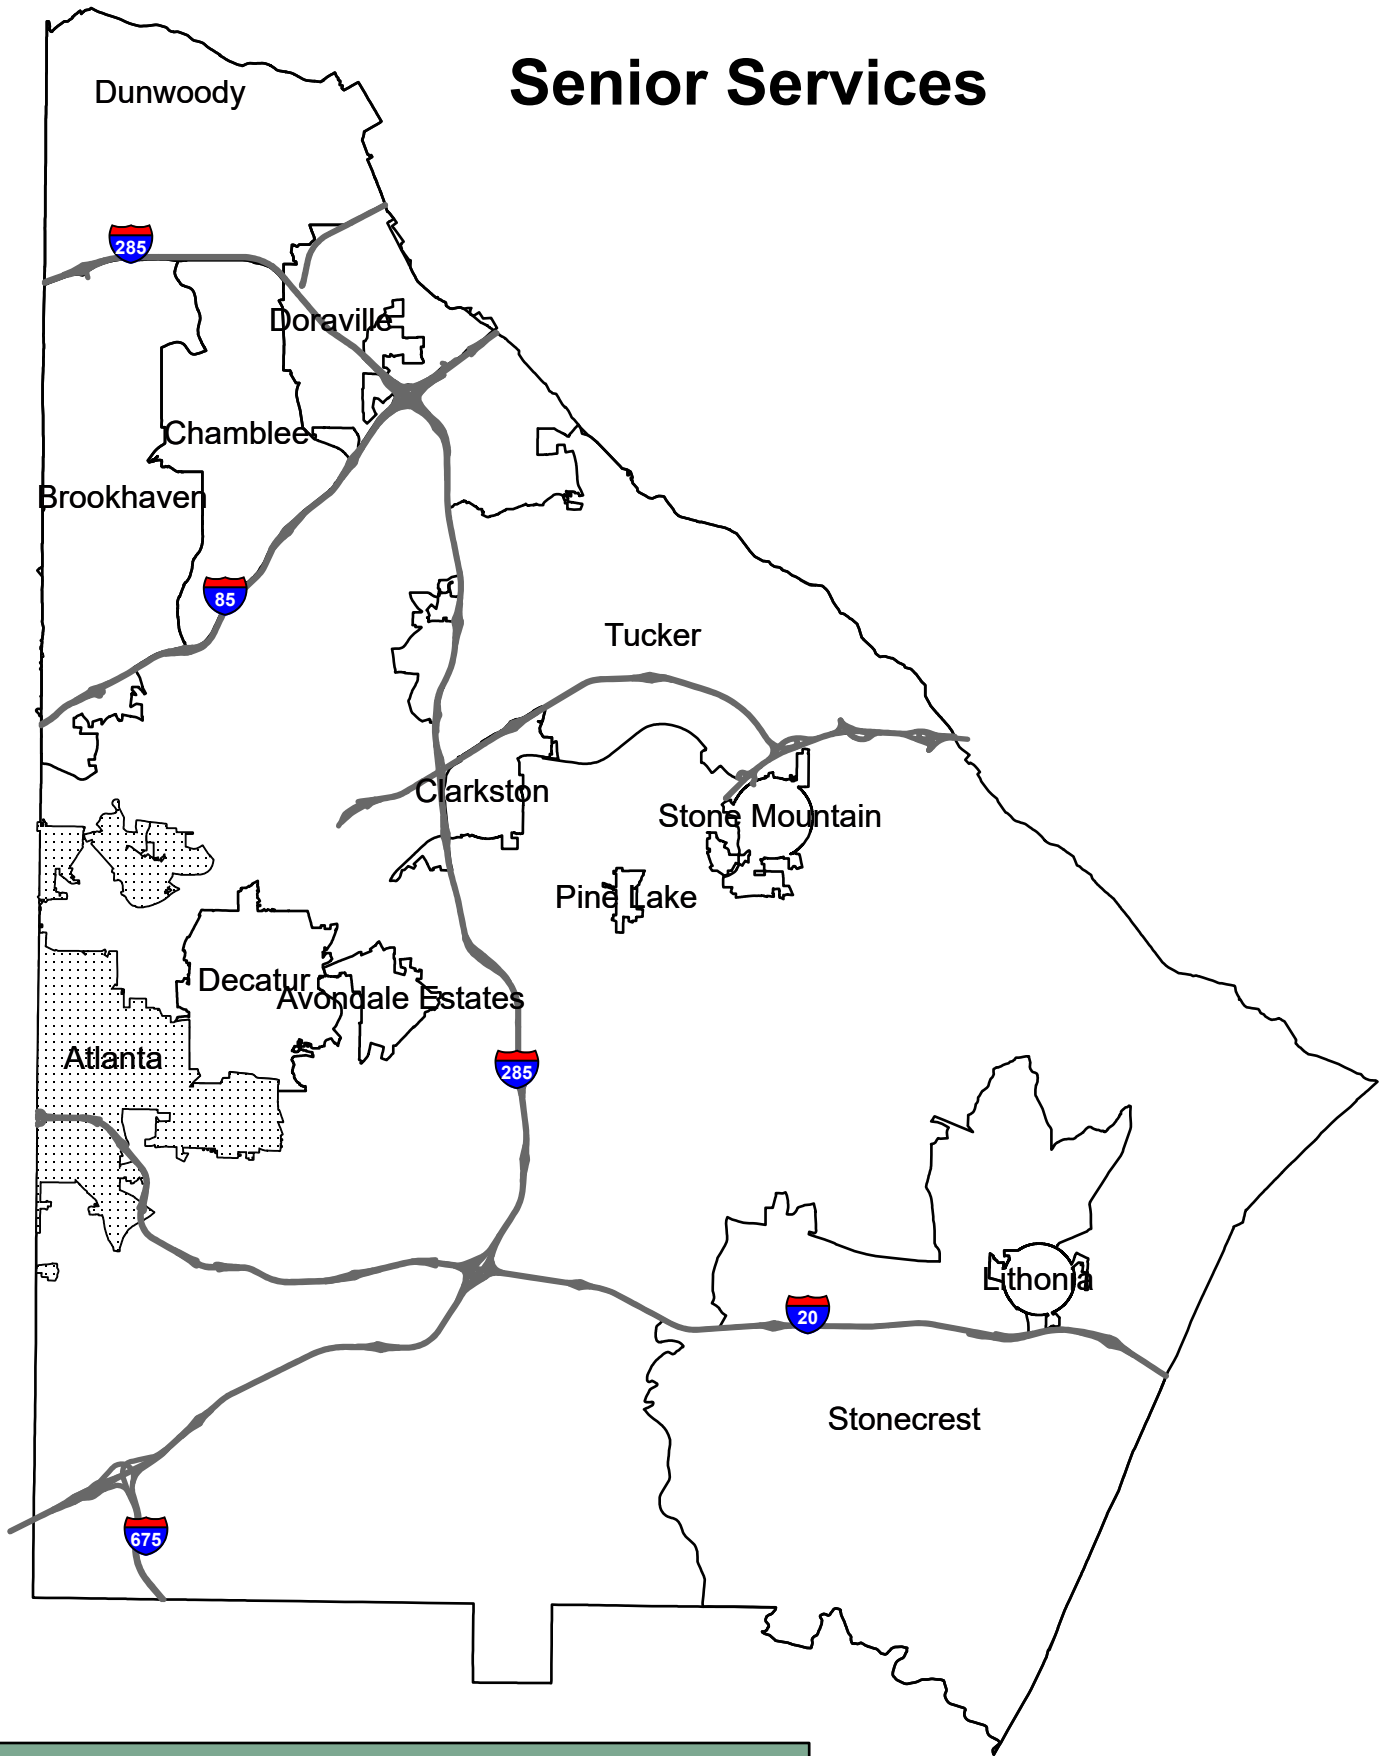 Senior Services
Dunwoody
285
Doraville
Chamblee
Brookhaven
85
Tucker
Clarkston
Stone Mountain
Pine Lake
Decatur
Avondale Estates
Atlanta
285
Lithonia
20
Stonecrest
675